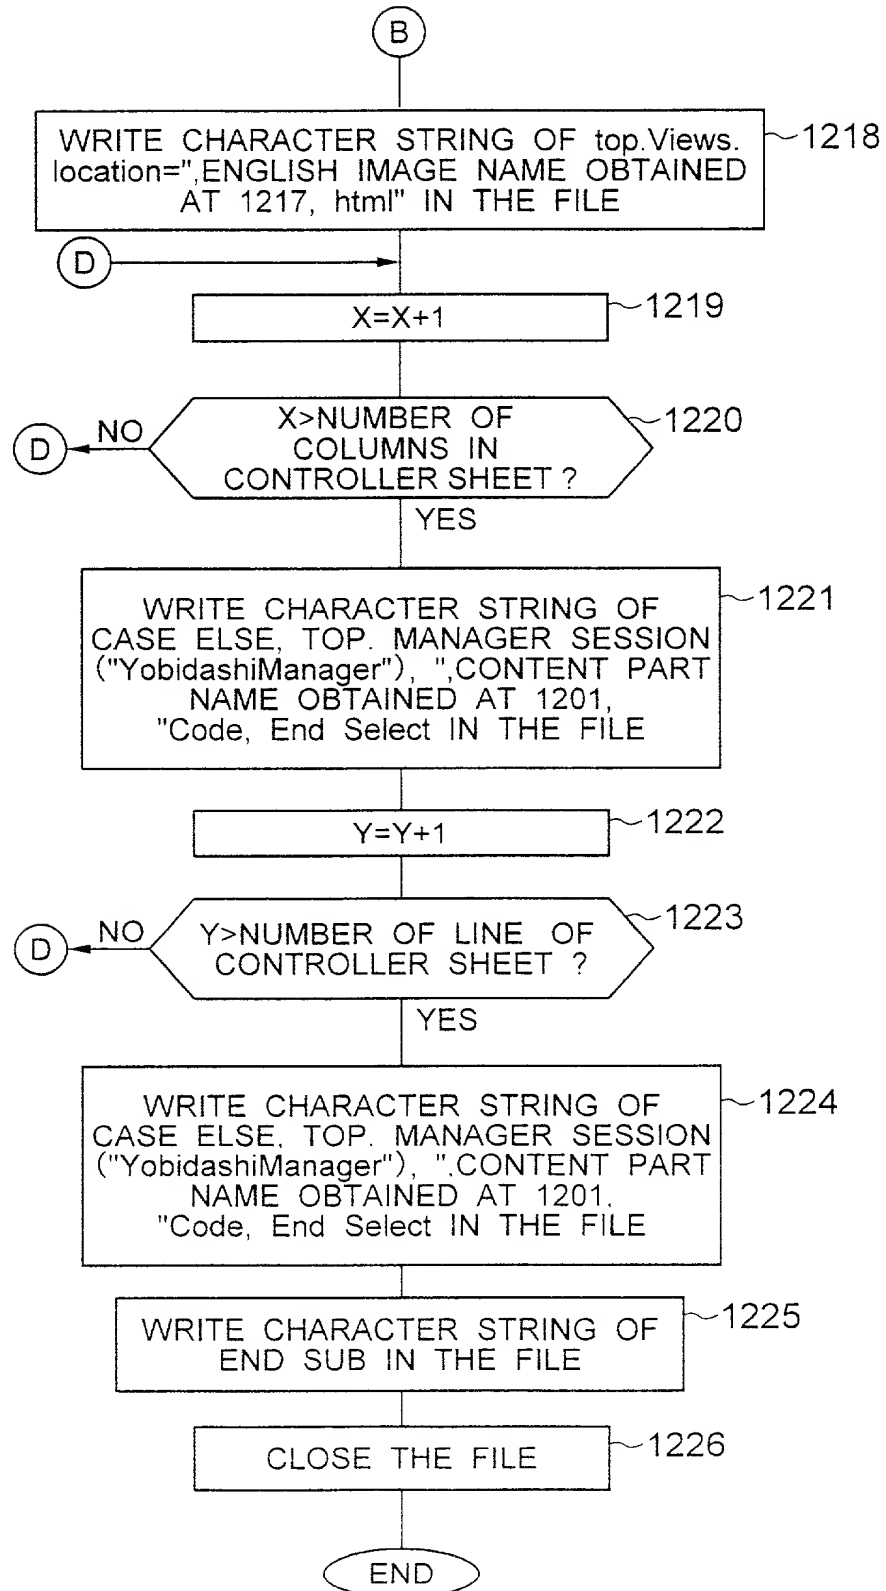 B
WRITE CHARACTER STRING OF top.Views.
location=",ENGLISH IMAGE NAME OBTAINED
AT 1217, html" IN THE FILE
1218
D
X=X+1
1219
X>NUMBER OF
COLUMNS IN
CONTROLLER SHEET ?
1220
NO
D
YES
WRITE CHARACTER STRING OF
CASE ELSE, TOP. MANAGER SESSION
("YobidashiManager"), ",CONTENT PART
NAME OBTAINED AT 1201,
"Code, End Select IN THE FILE
1221
Y=Y+1
1222
Y>NUMBER OF LINE OF
CONTROLLER SHEET ?
1223
NO
D
YES
WRITE CHARACTER STRING OF
CASE ELSE, TOP. MANAGER SESSION
("YobidashiManager"), ".CONTENT PART
NAME OBTAINED AT 1201.
"Code, End Select IN THE FILE
1224
WRITE CHARACTER STRING OF
END SUB IN THE FILE
1225
CLOSE THE FILE
1226
END